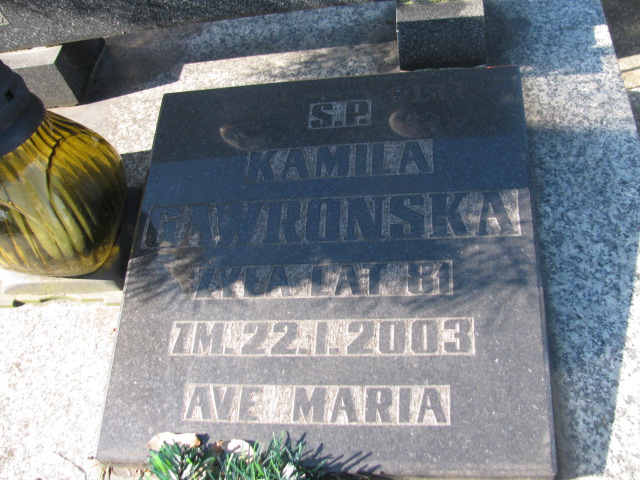 Ś.P.
KAMILA
GAWROŃSKA
ŻYŁA LAT 81
ZM. 22.I.2003
AVE MARIA